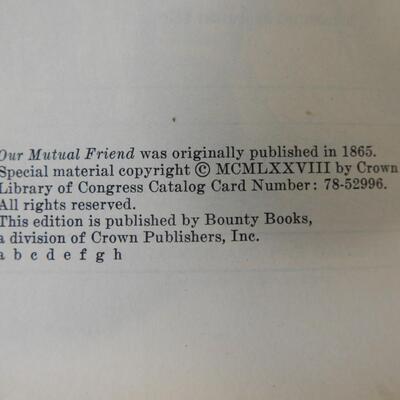 Our Mutual Friend was originally published in 1865.
Special material copyright © MCMLXXVIII by Crown
Library of Congress Catalog Card Number: 78-52996.
All rights reserved.
This edition is published by Bounty Books,
a division of Crown Publishers, Inc.
a b c d e f g h